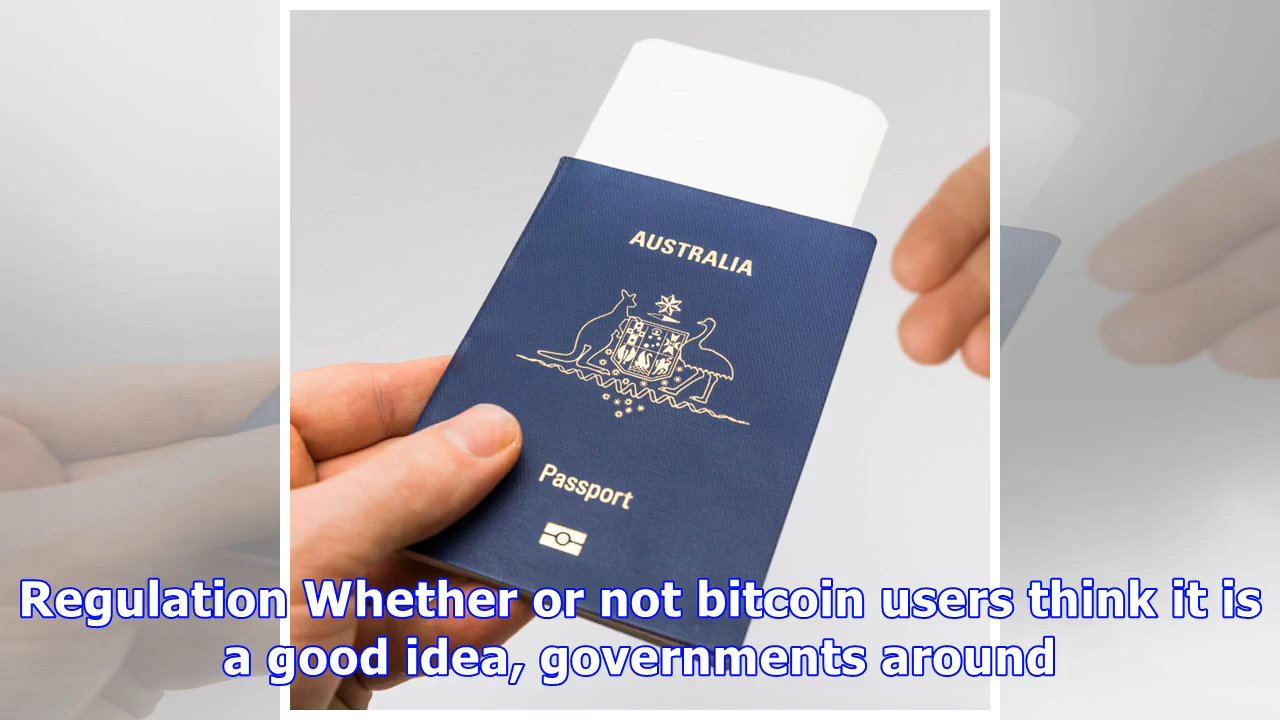 AUSTRALIA
Passport
Regulation Whether or not bitcoin users think it is
a good idea, governments around